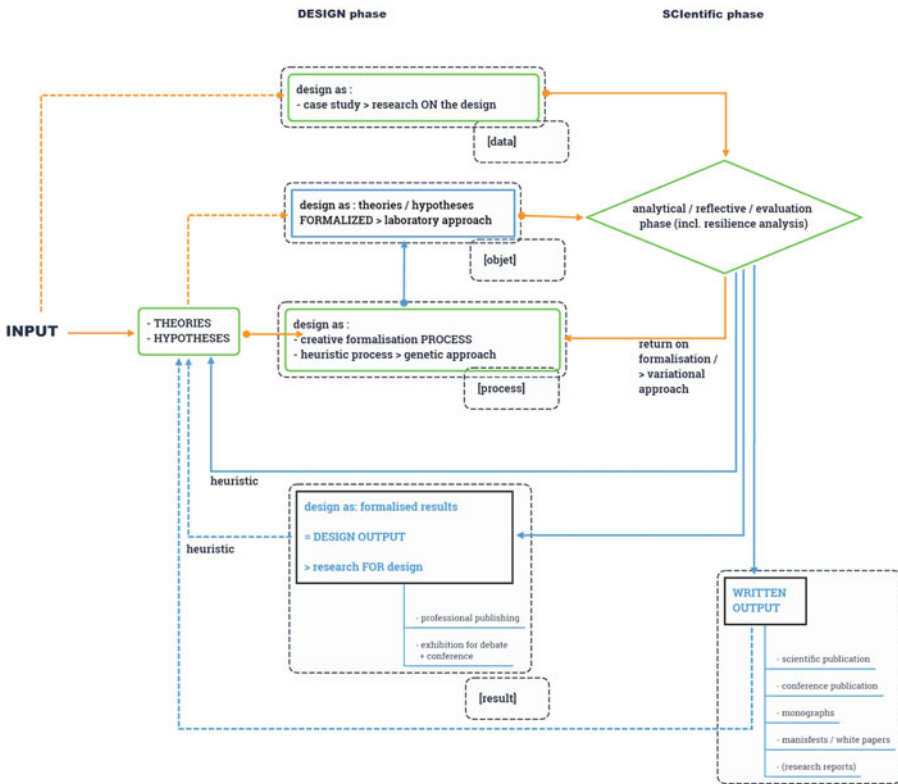 DESIGN phase
SCIentific phase
design as :
- case study > research ON the design
[data]
design as : theories / hypotheses
FORMALIZED > laboratory approach
[objet]
analytical / reflective / evaluation
phase (incl. resilience analysis)
INPUT
- THEORIES
- HYPOTHESES
design as :
- creative formalisation PROCESS
- heuristic process > genetic approach
[process]
return on
formalisation /
> variational
approach
heuristic
design as: formalised results
= DESIGN OUTPUT
> research FOR design
heuristic
- professional publishing
- exhibition for debate
+ conference
[result]
WRITTEN
OUTPUT
- scientific publication
- conference publication
- monographs
- manisfests / white papers
- (research reports)